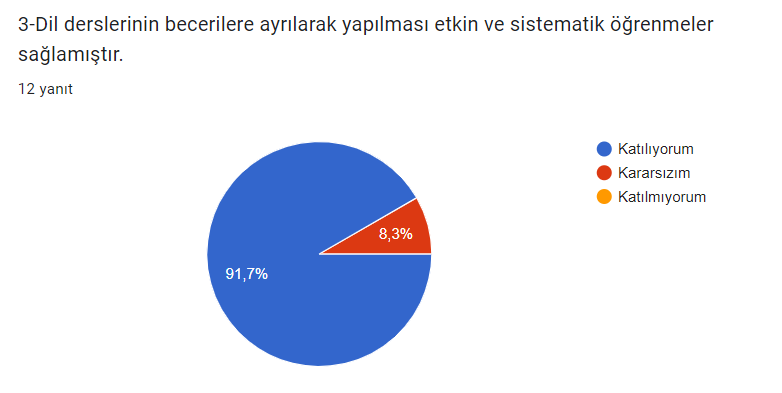 3-Dil derslerinin becerilere ayrılarak yapılması etkin ve sistematik öğrenmeler
sağlamıştır.
12 yanıt
Katılıyorum
Kararsızım
Katılmıyorum
8,3%
91,7%